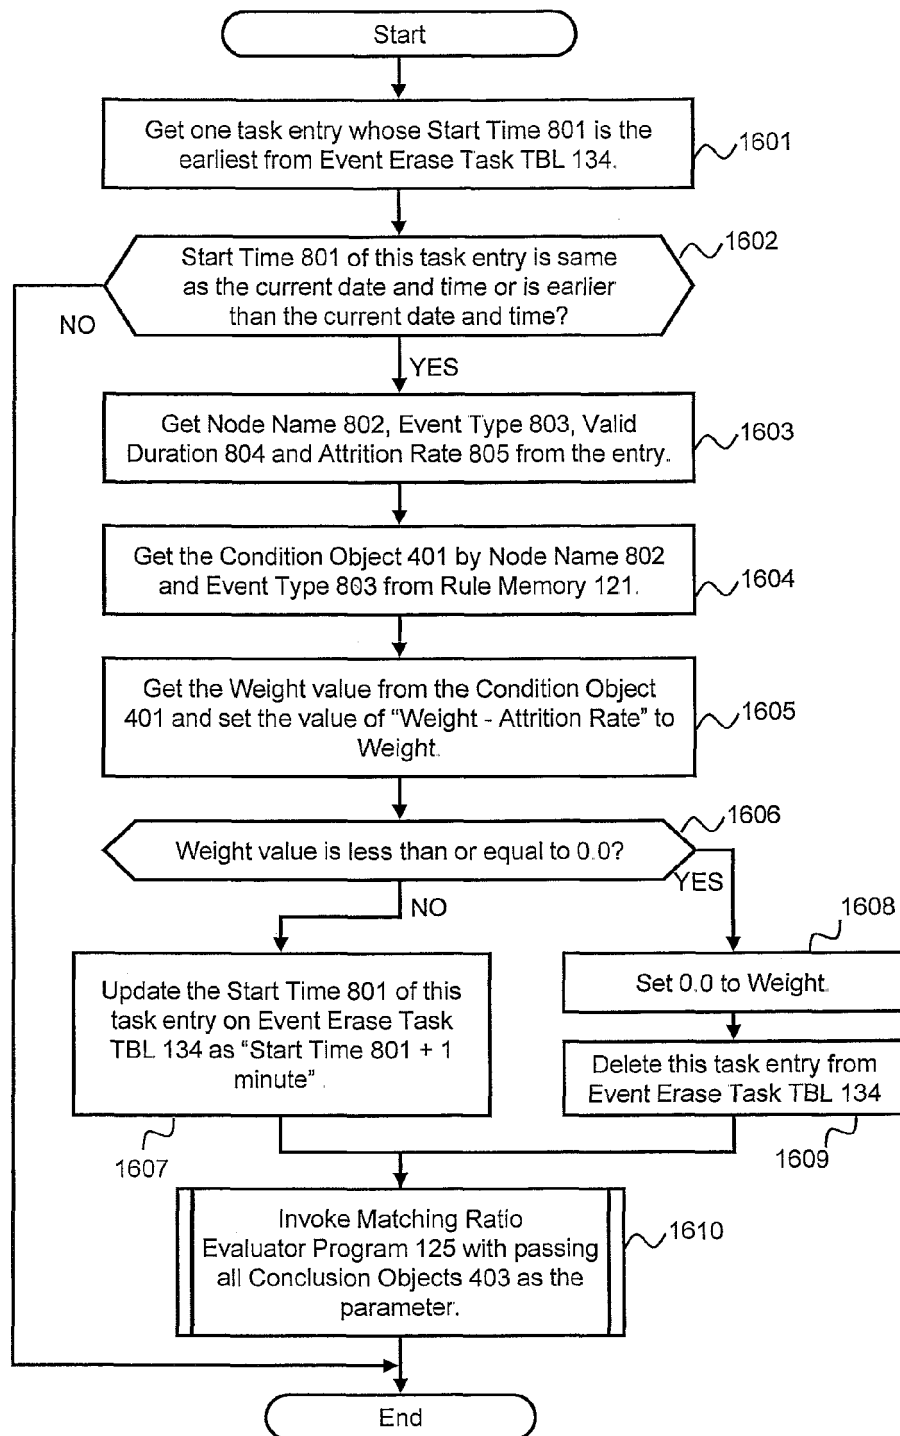 Start
Get one task entry whose Start Time 801 is the
earliest from Event Erase Task TBL 134.
1601
Start Time 801 of this task entry is same
as the current date and time or is earlier
than the current date and time?
1602
NO
YES
Get Node Name 802, Event Type 803, Valid
Duration 804 and Attrition Rate 805 from the entry.
1603
Get the Condition Object 401 by Node Name 802
and Event Type 803 from Rule Memory 121.
1604
Get the Weight value from the Condition Object
401 and set the value of “Weight - Attrition Rate” to
Weight.
1605
Weight value is less than or equal to 0.0?
1606
NO
YES
1608
Update the Start Time 801 of this
task entry on Event Erase Task
TBL 134 as “Start Time 801 + 1
minute” .
1607
Set 0.0 to Weight.
Delete this task entry from
Event Erase Task TBL 134
1609
Invoke Matching Ratio
Evaluator Program 125 with passing
all Conclusion Objects 403 as the
parameter.
1610
End